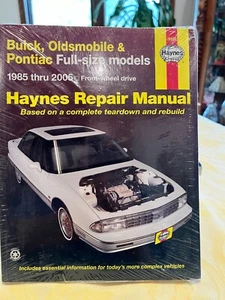 Buick, Oldsmobile &
Pontiac Full-size models
1985 thru 2005 Front-wheel drive
Haynes
Haynes Repair Manual
Based on a complete teardown and rebuild
Includes essential information for today's more complex vehicles